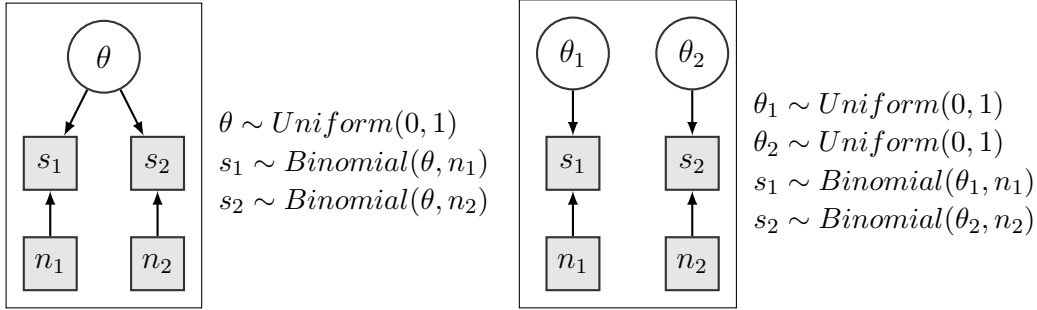 θ
s₁ s₂
n₁ n₂
θ ∼ Uniform(0, 1)
s₁ ∼ Binomial(θ, n₁)
s₂ ∼ Binomial(θ, n₂)
θ₁ θ₂
s₁ s₂
n₁ n₂
θ₁ ∼ Uniform(0, 1)
θ₂ ∼ Uniform(0, 1)
s₁ ∼ Binomial(θ₁, n₁)
s₂ ∼ Binomial(θ₂, n₂)